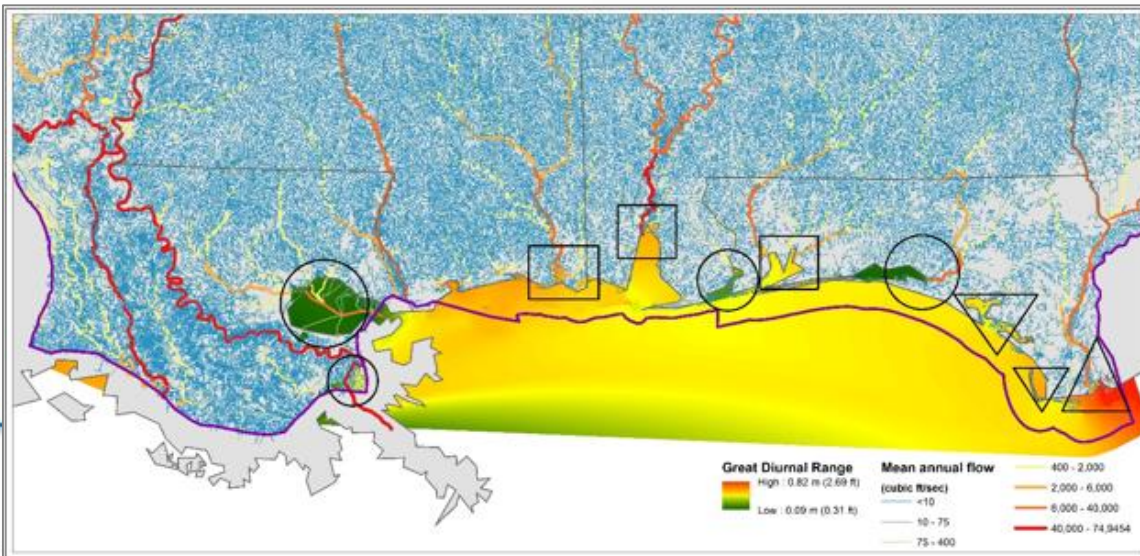 Great Diurnal Range
High : 0.82 m (2.69 ft)
Low : 0.09 m (0.31 ft)
Mean annual flow
(cubic ft/sec)
<10
10 - 75
75 - 400
400 - 2,000
2,000 - 6,000
6,000 - 40,000
40,000 - 74,9454